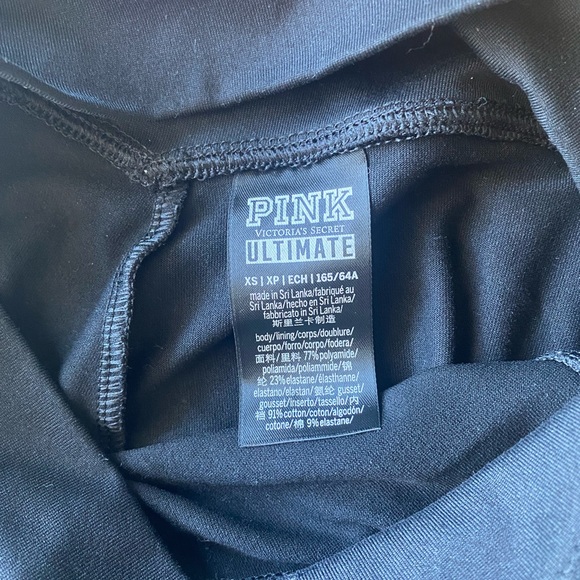 PINK
VICTORIA'S SECRET
ULTIMATE
XS | XP | ECH | 165/64A
made in Sri Lanka/fabriqué au
Sri Lanka/hecho en Sri Lanka/
fabbricato in Sri Lanka/
斯里兰卡制造
body/lining/corps/doublure/
cuerpo/forro/corpo/fodera/
面料/里料 77% polyamide/
poliamida/poliammide/锦
纶 23% elastane/élasthanne/
elastano/elastan/氨纶
gusset/gousset/
gousset/inserto/tassello/
裆 91% cotton/coton/algodón/
cotone/棉 9% elastane/